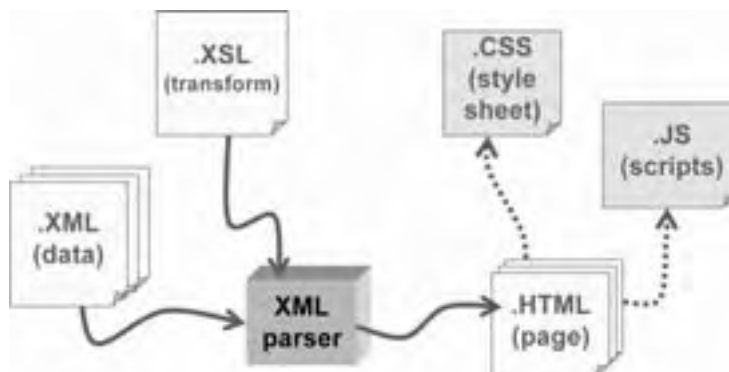 .XSL
(transform)
.CSS
(style
sheet)
.JS
(scripts)
.XML
(data)
XML
parser
.HTML
(page)